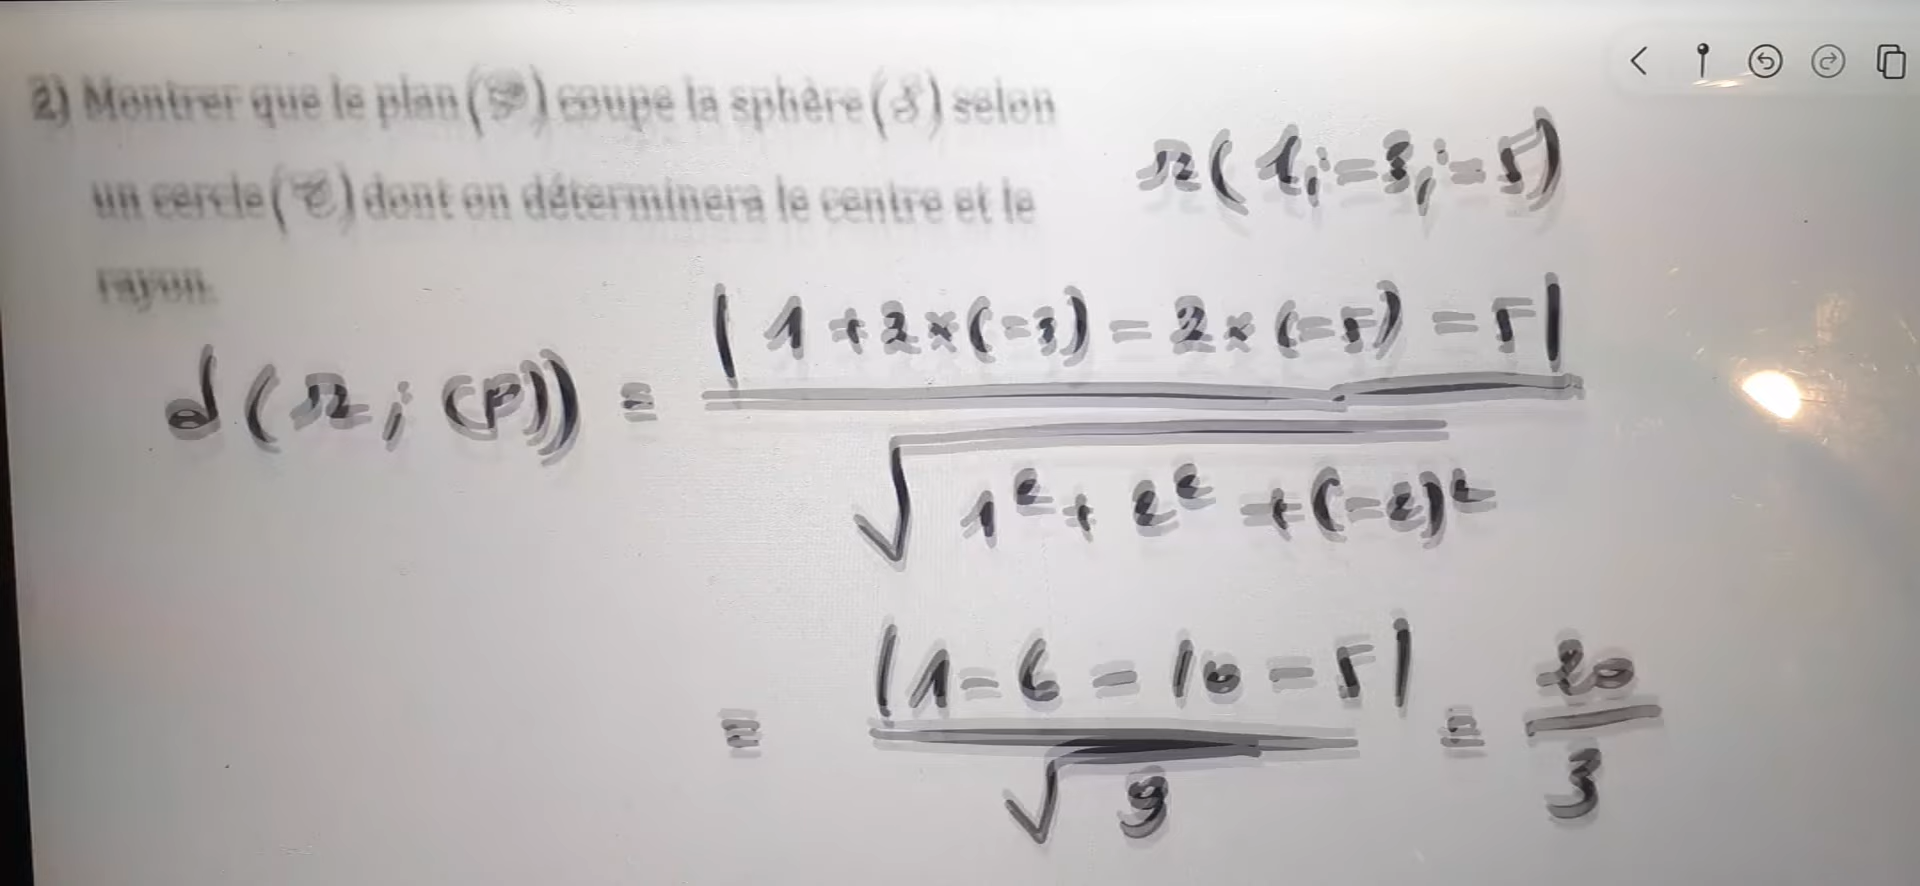 2) Montrer que le plan (𝒫) coupe la sphère (𝒮) selon
un cercle (𝒞) dont on déterminera le centre et le
rayon.
Ω(1; -3; -5)
d(Ω; (P)) = |1 + 2×(-3) - 2×(-5) - 5| / √(1² + 2² + (-2)²)
= |1 - 6 - 10 - 5| / √9 = 20/3